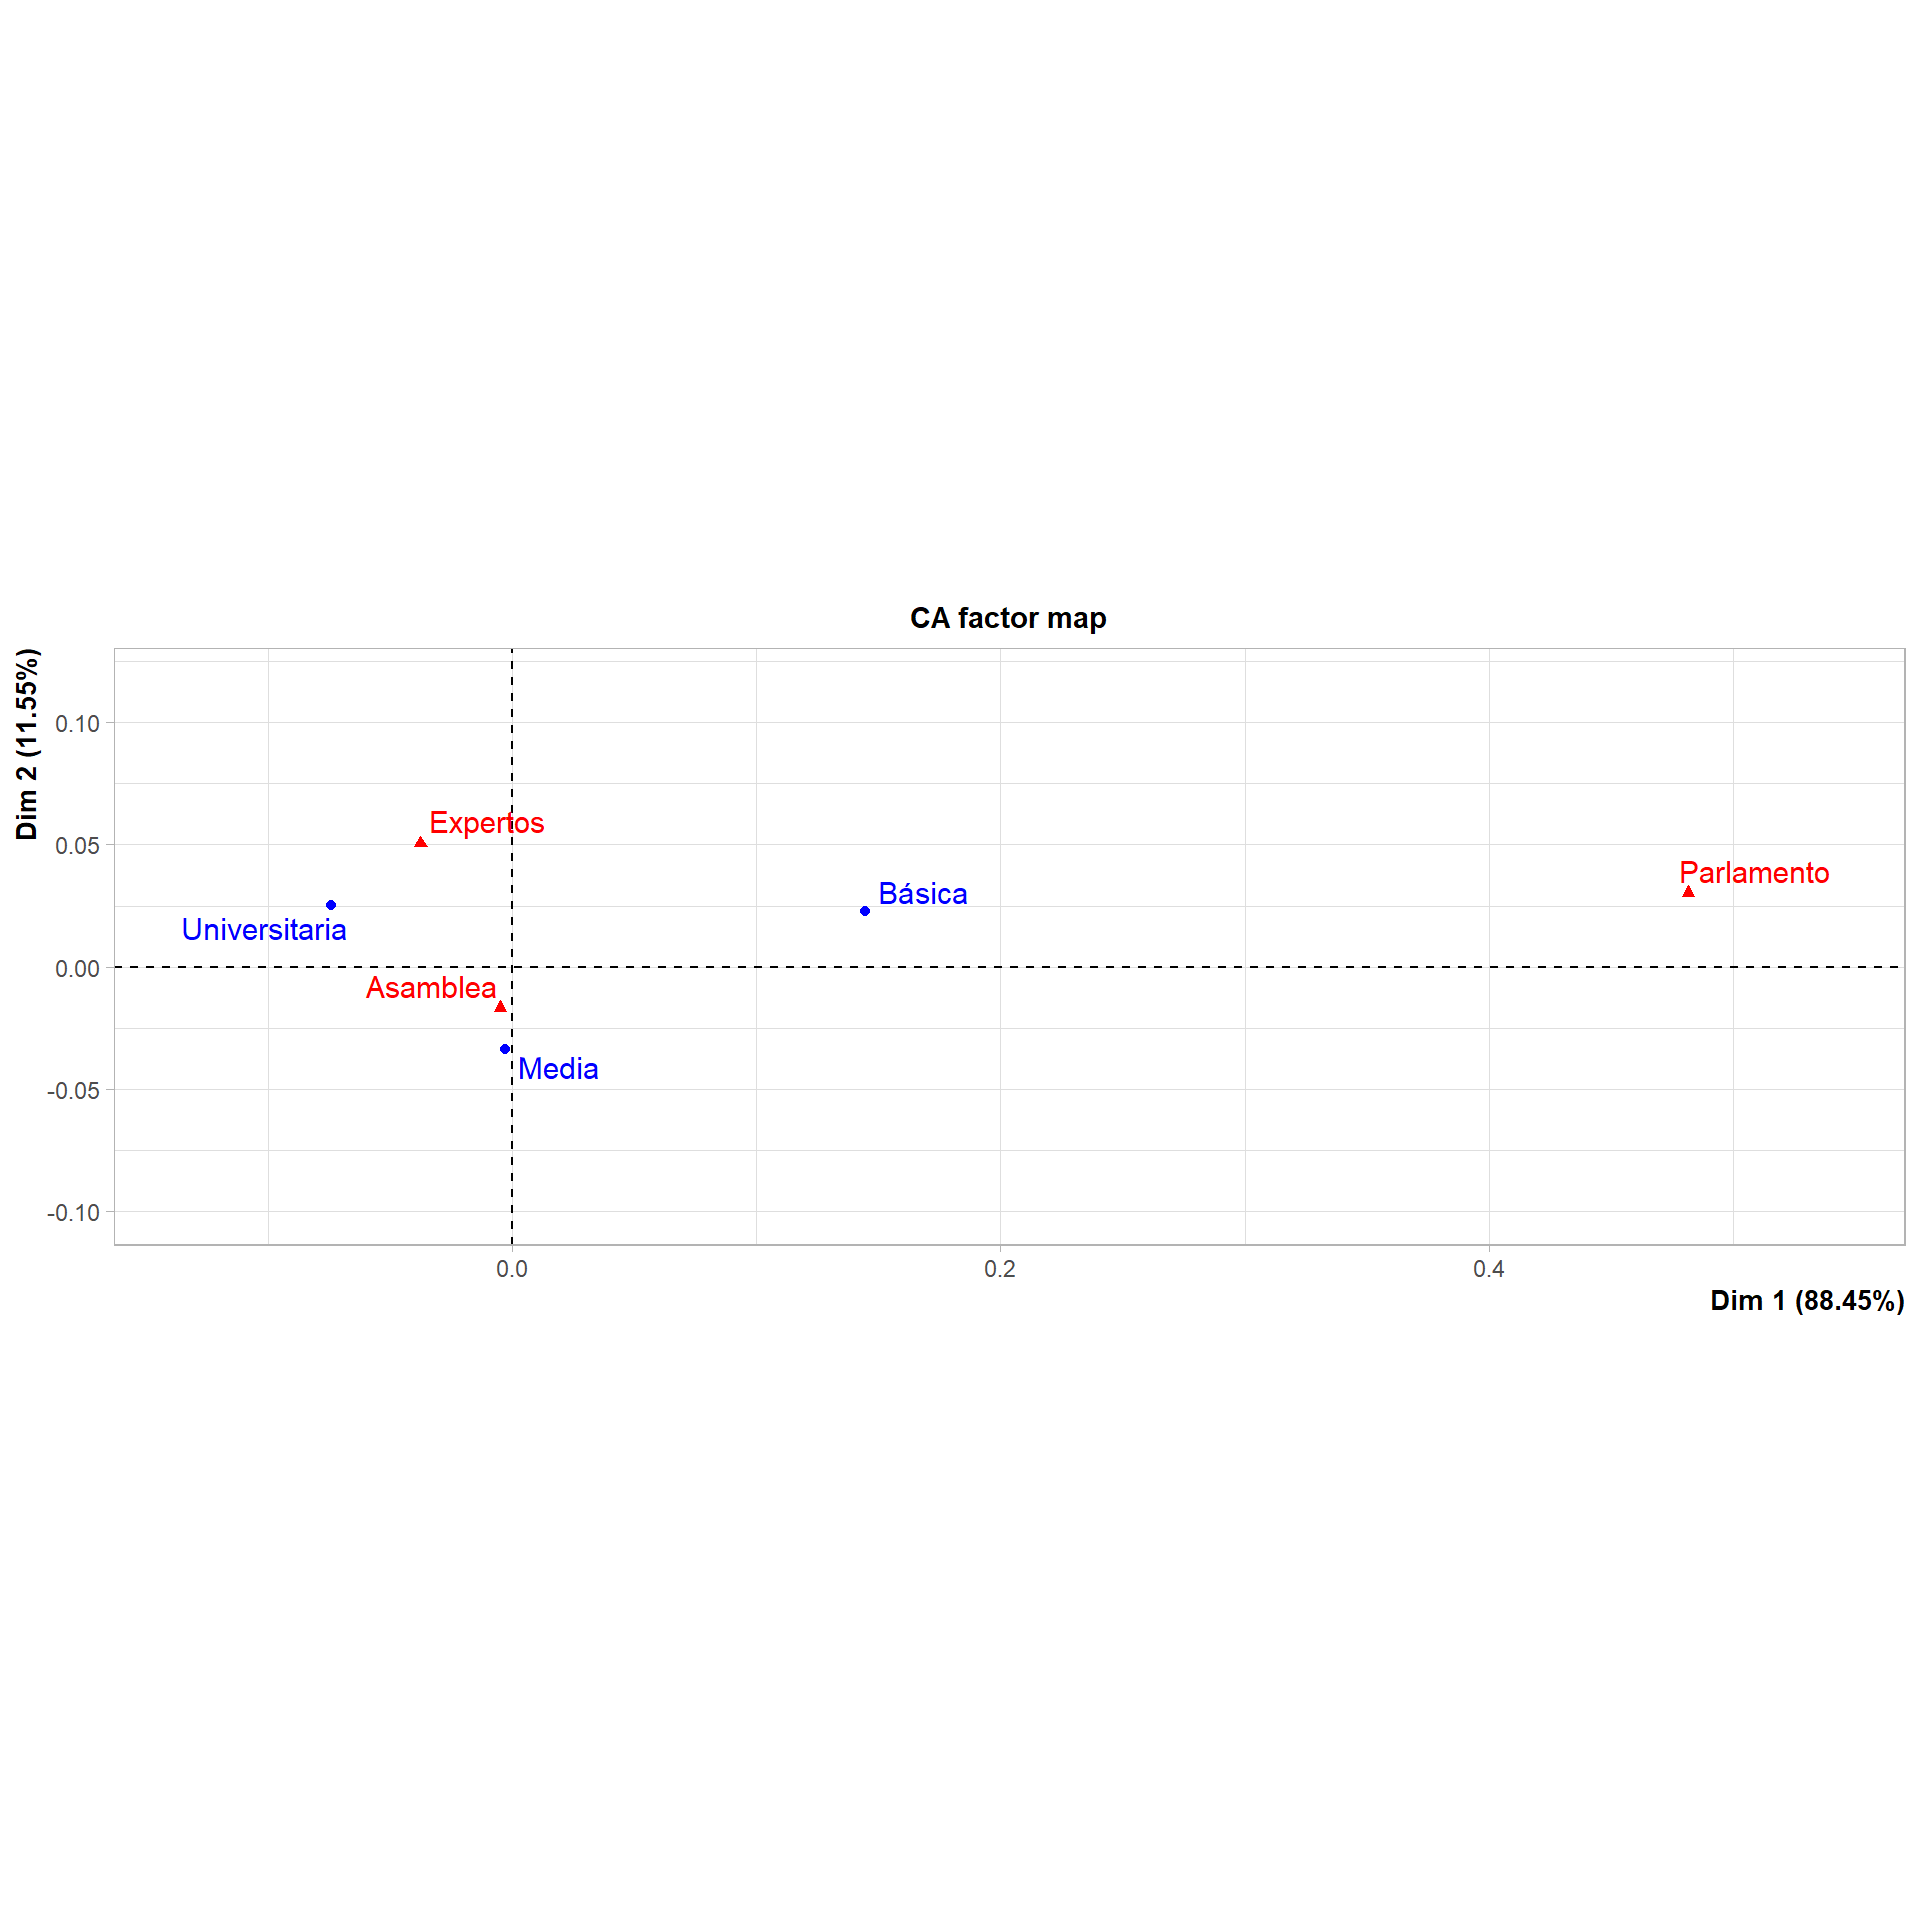 CA factor map
Dim 2 (11.55%)
0.10
0.05
0.00
-0.05
-0.10
Expertos
Parlamento
Básica
Universitaria
Asamblea
Media
0.0 0.2 0.4
Dim 1 (88.45%)